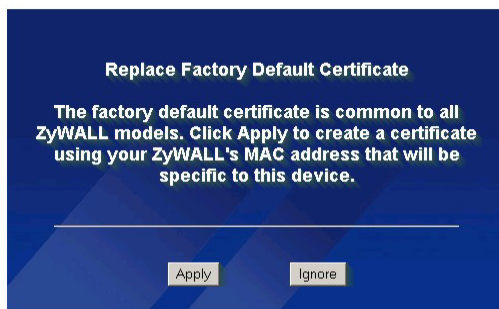 Replace Factory Default Certificate
The factory default certificate is common to all
ZyWALL models. Click Apply to create a certificate
using your ZyWALL's MAC address that will be
specific to this device.
Apply
Ignore